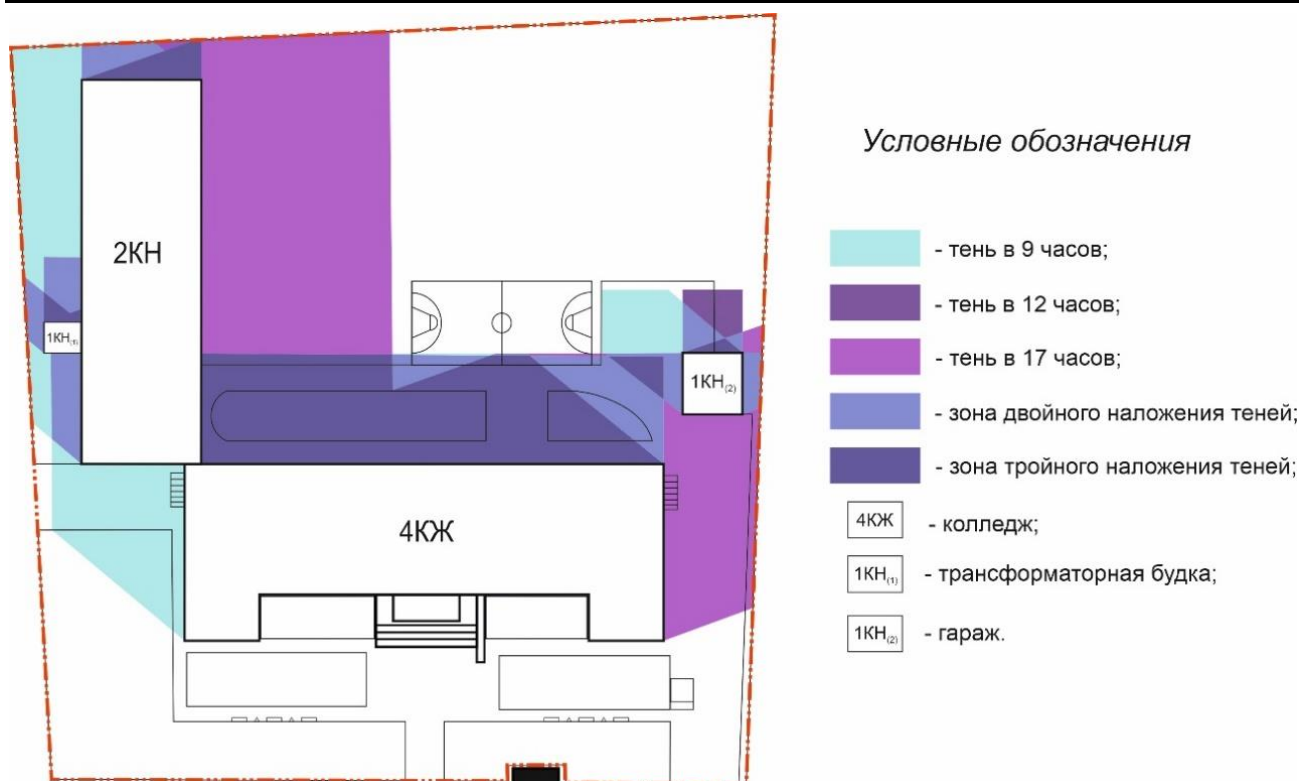 2КН
1КН(1)
1КН(2)
4КЖ
Условные обозначения
- тень в 9 часов;
- тень в 12 часов;
- тень в 17 часов;
- зона двойного наложения теней;
- зона тройного наложения теней;
4КЖ - колледж;
1КН(1) - трансформаторная будка;
1КН(2) - гараж.